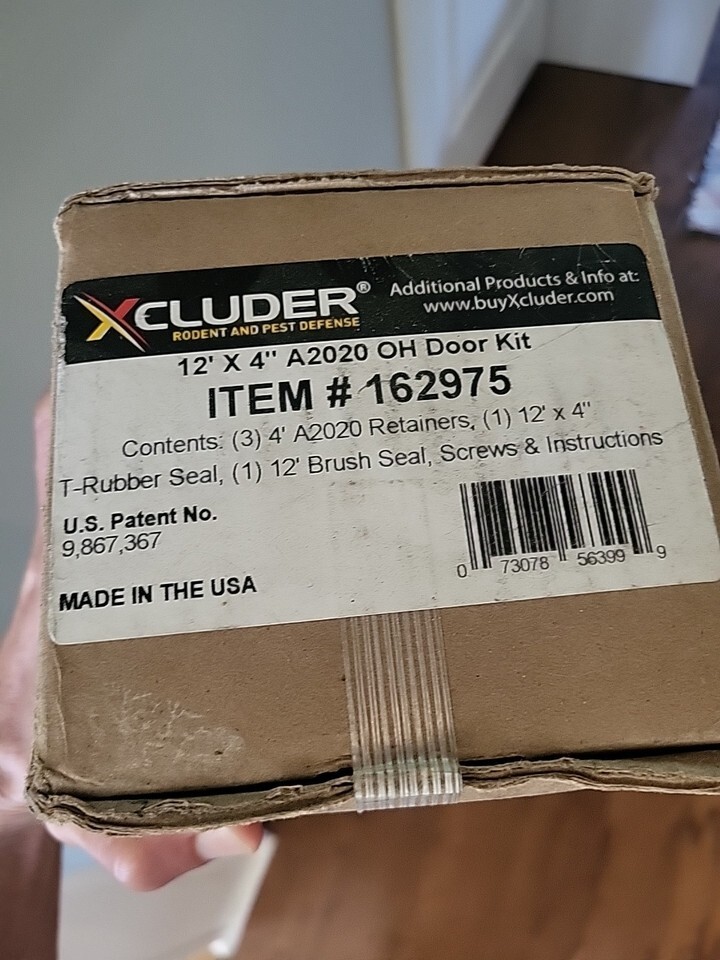 XCLUDER®
RODENT AND PEST DEFENSE
Additional Products & Info at:
www.buyXcluder.com
12' X 4" A2020 OH Door Kit
ITEM # 162975
Contents: (3) 4' A2020 Retainers, (1) 12' x 4"
T-Rubber Seal, (1) 12' Brush Seal, Screws & Instructions
U.S. Patent No.
9,867,367
MADE IN THE USA
0 73078 56399 9